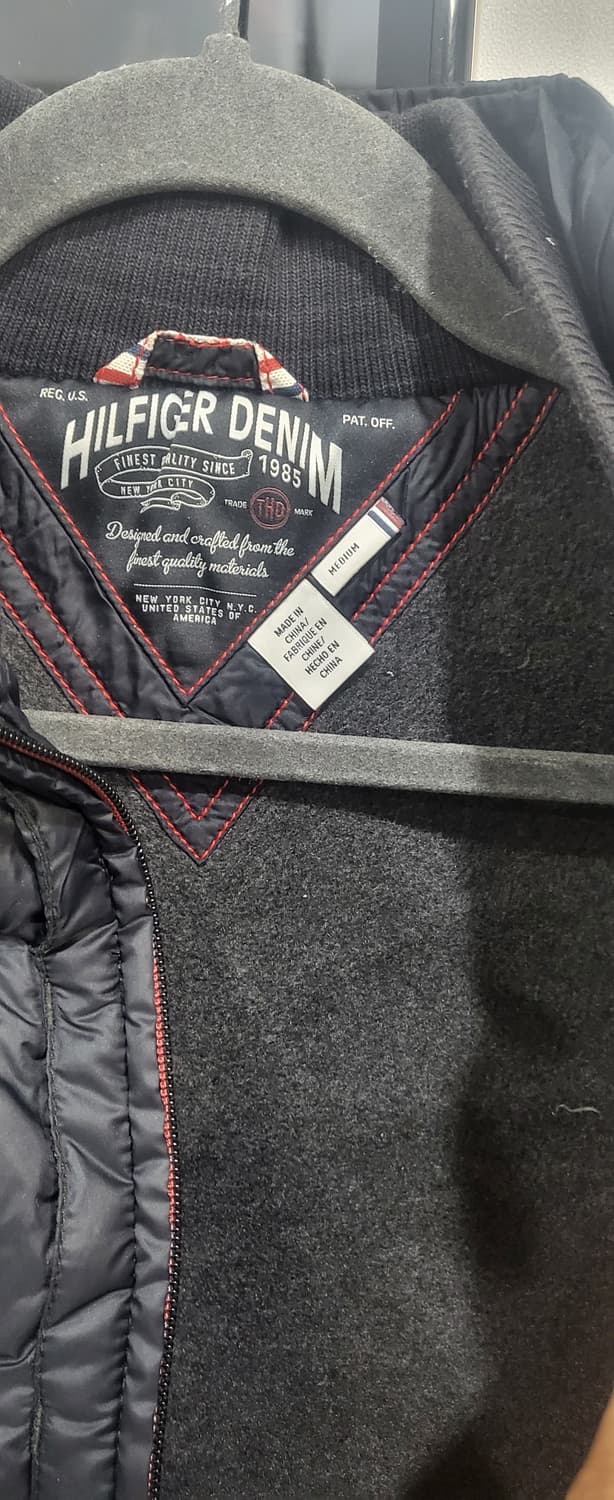 REG. U.S.
PAT. OFF.
HILFIGER DENIM
FINEST QUALITY SINCE 1985
NEW YORK CITY
TRADE THD MARK
Designed and crafted from the
finest quality materials
NEW YORK CITY N.Y.C.
UNITED STATES OF
AMERICA
MEDIUM
MADE IN
CHINA/
FABRIQUE EN
CHINE/
HECHO EN
CHINA